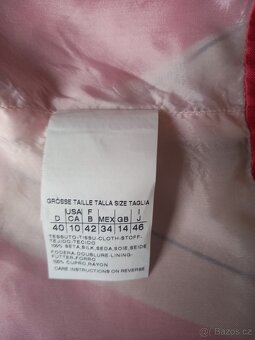 GRÖSSE TAILLE TALLA SIZE TAGLIA
USA F I
D CA B MEX GB J
40 10 42 34 14 46
TESSUTO-TISSU-CLOTH-STOFF-
TEJIDO-TECIDO
100% SETA,SILK,SEDA,SOIE,SEIDE
FODERA-DOUBLURE-LINING-
FUTTER-FORRO
100% CUPRO,RAYON
CARE INSTRUCTIONS ON REVERSE
sbazar.cz